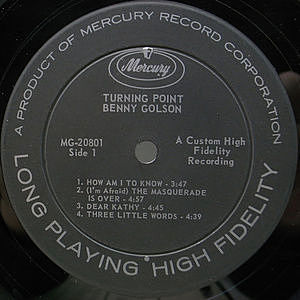 A PRODUCT OF MERCURY RECORD CORPORATION
Mercury
TURNING POINT
BENNY GOLSON
MG-20801
Side 1
A Custom High
Fidelity
Recording
1. HOW AM I TO KNOW - 3:47
2. (I'm Afraid) THE MASQUERADE
IS OVER - 4:57
3. DEAR KATHY - 4:45
4. THREE LITTLE WORDS - 4:39
LONG PLAYING HIGH FIDELITY